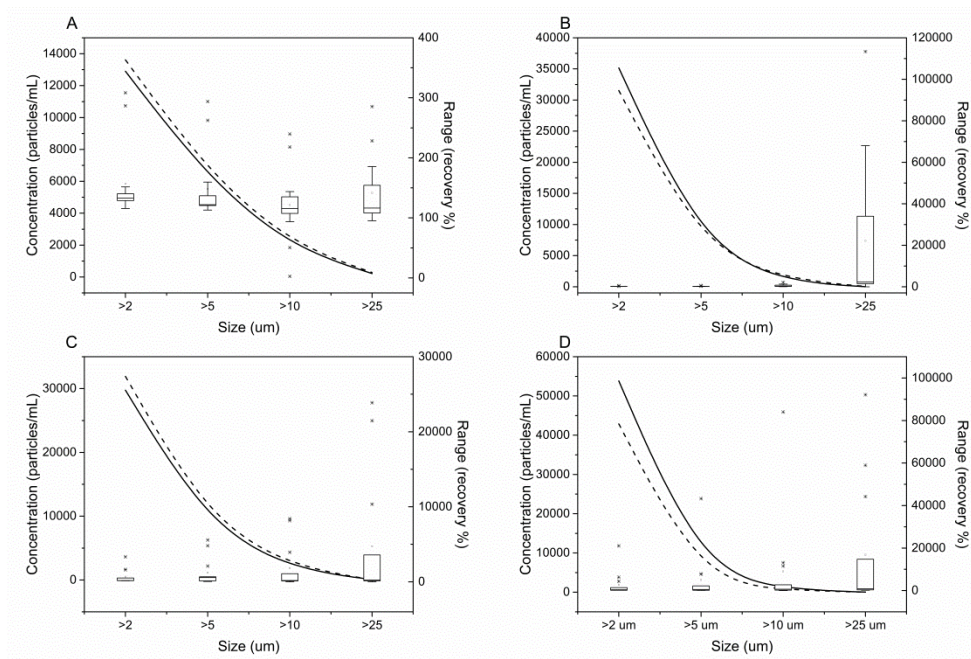 A
14000
12000
10000
8000
6000
4000
2000
0
Concentration (particles/mL)
400
300
200
100
0
Range (recovery %)
>2 >5 >10 >25
Size (um)
B
40000
35000
30000
25000
20000
15000
10000
5000
0
Concentration (particles/mL)
120000
100000
80000
60000
40000
20000
0
Range (recovery %)
>2 >5 >10 >25
Size (um)
C
30000
20000
10000
0
Concentration (particles/mL)
30000
20000
10000
0
Range (recovery %)
>2 >5 >10 >25
Size (um)
D
60000
50000
40000
30000
20000
10000
0
Concentration (particles/mL)
100000
80000
60000
40000
20000
0
Range (recovery %)
>2 um >5 um >10 um >25 um
Size (um)